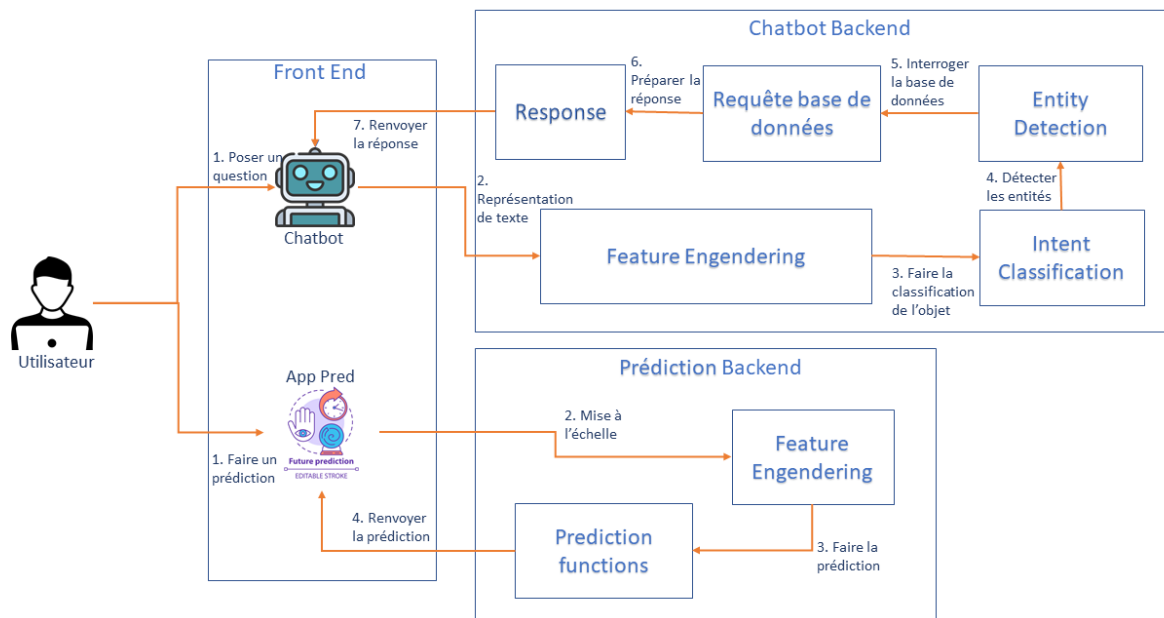 Chatbot Backend
Front End
Response
6.
Préparer la
réponse
Requête base de
données
5. Interroger
la base de
données
Entity
Detection
7. Renvoyer
la réponse
1. Poser un
question
Chatbot
2.
Représentation
de texte
4. Détecter
les entités
Feature Engendering
3. Faire la
classification
de l'objet
Intent
Classification
Utilisateur
Prédiction Backend
App Pred
Future prediction
EDITABLE STROKE
1. Faire un
prédiction
2. Mise à
l'échelle
Feature
Engendering
3. Faire la
prédiction
Prediction
functions
4. Renvoyer
la prédiction